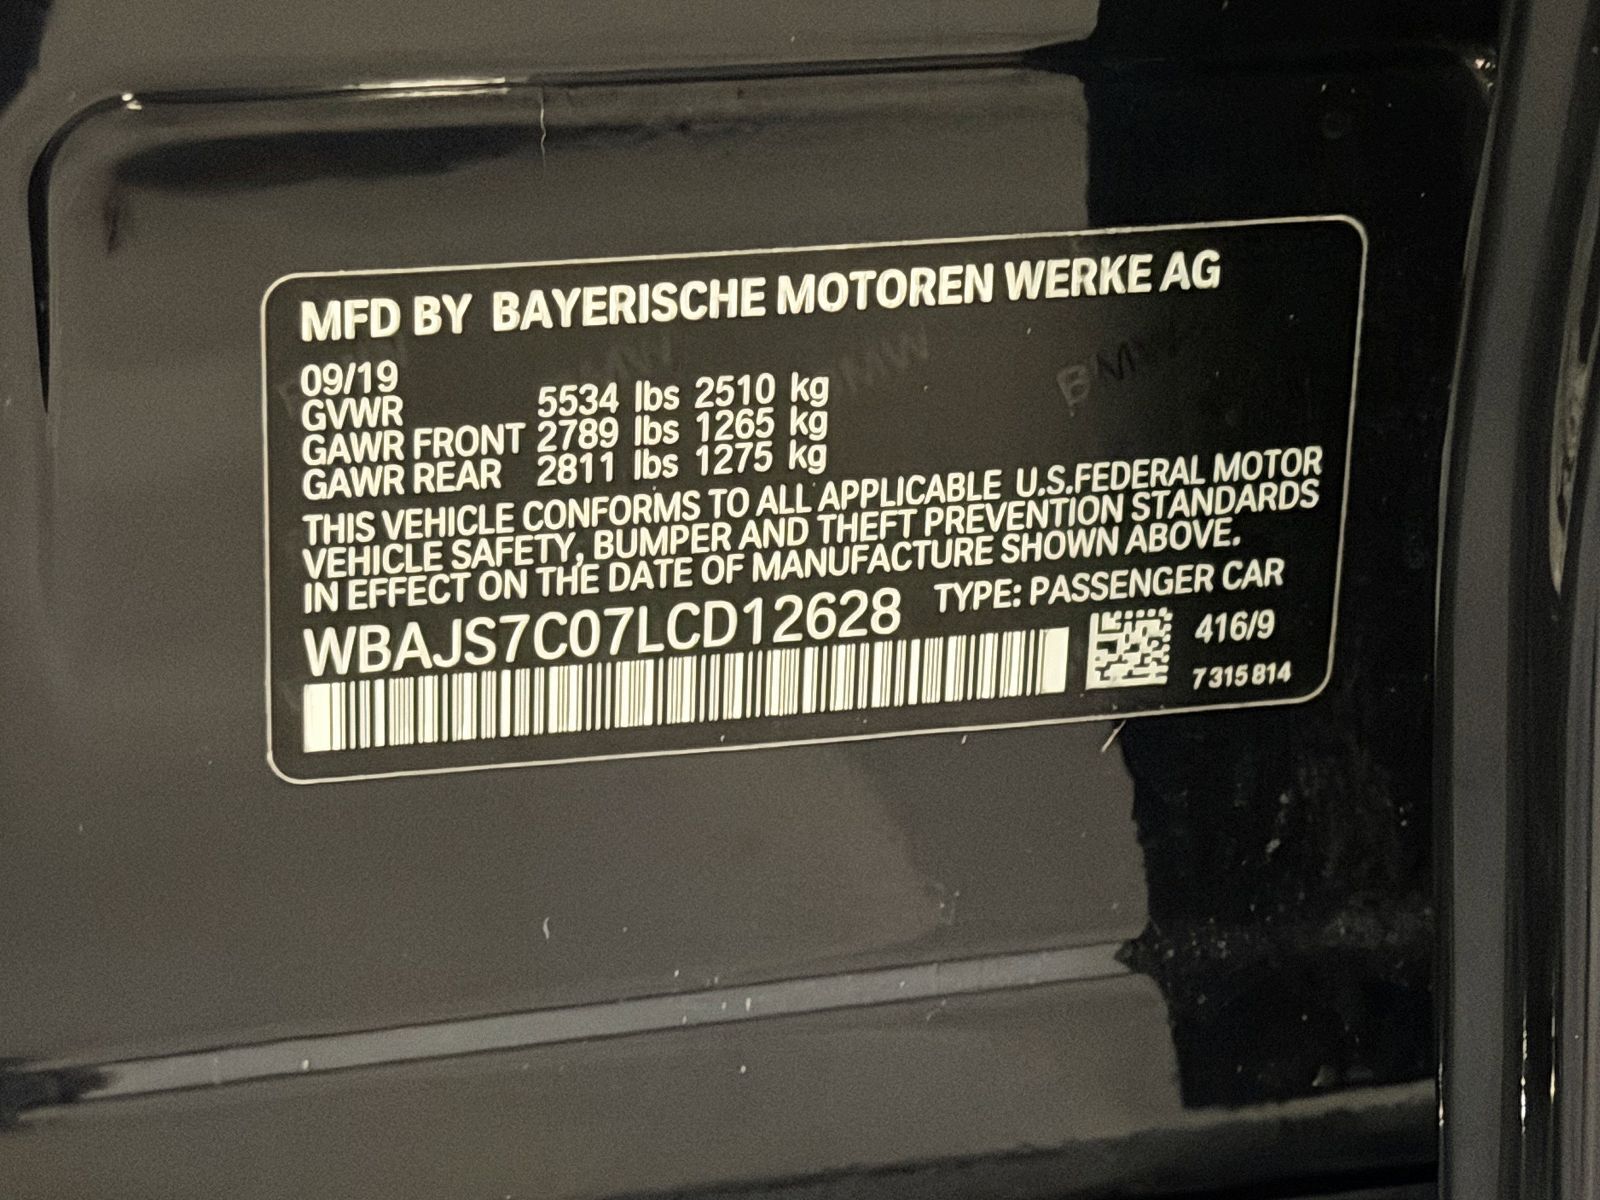 MFD BY BAYERISCHE MOTOREN WERKE AG
09/19
GVWR 5534 lbs 2510 kg
GAWR FRONT 2789 lbs 1265 kg
GAWR REAR 2811 lbs 1275 kg
THIS VEHICLE CONFORMS TO ALL APPLICABLE U.S.FEDERAL MOTOR
VEHICLE SAFETY, BUMPER AND THEFT PREVENTION STANDARDS
IN EFFECT ON THE DATE OF MANUFACTURE SHOWN ABOVE.
WBAJS7C07LCD12628 TYPE: PASSENGER CAR
416/9
7 315 814
BMW